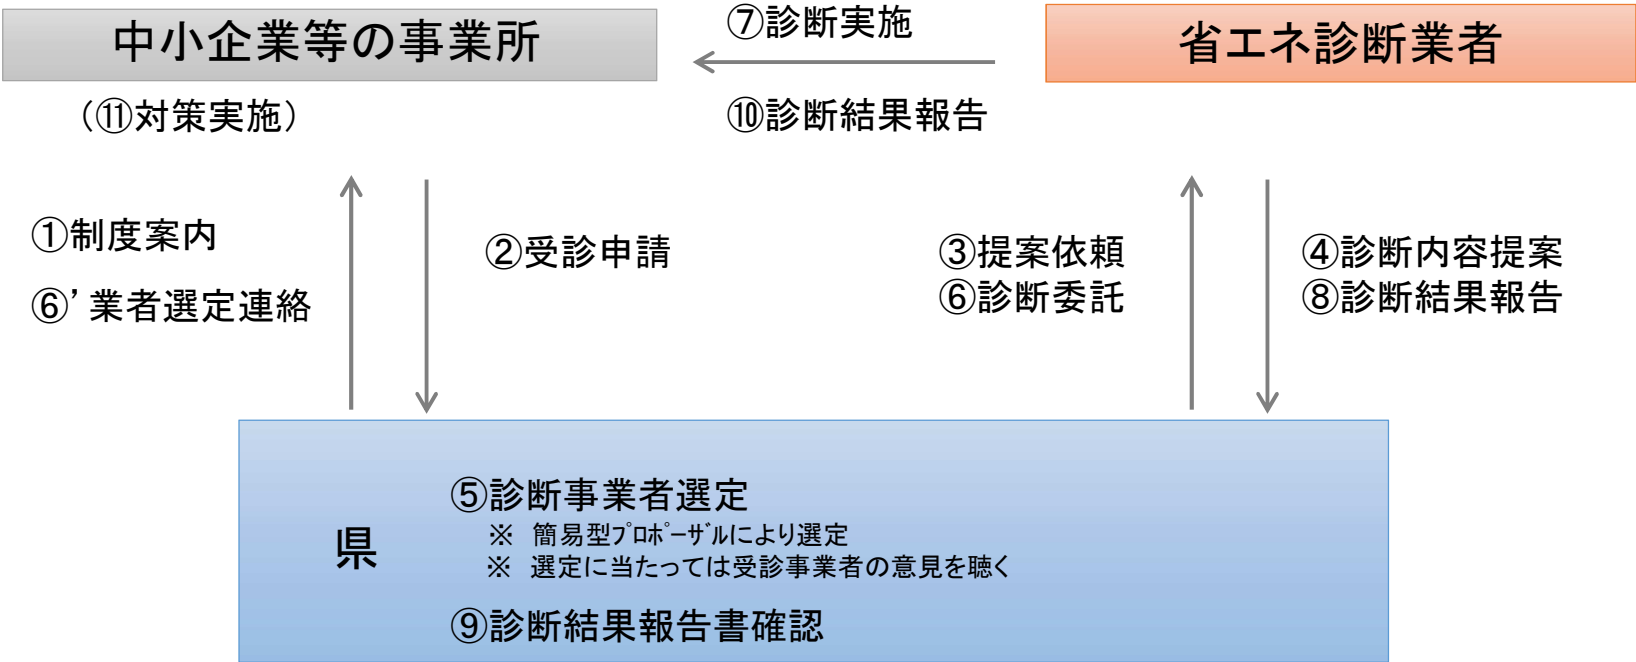 中小企業等の事業所
⑦診断実施
省エネ診断業者
（⑪対策実施）
⑩診断結果報告
①制度案内
⑥’業者選定連絡
②受診申請
③提案依頼
⑥診断委託
④診断内容提案
⑧診断結果報告
県
⑤診断事業者選定
※ 簡易型ﾌﾟﾛﾎﾟｰｻﾞﾙにより選定
※ 選定に当たっては受診事業者の意見を聴く
⑨診断結果報告書確認